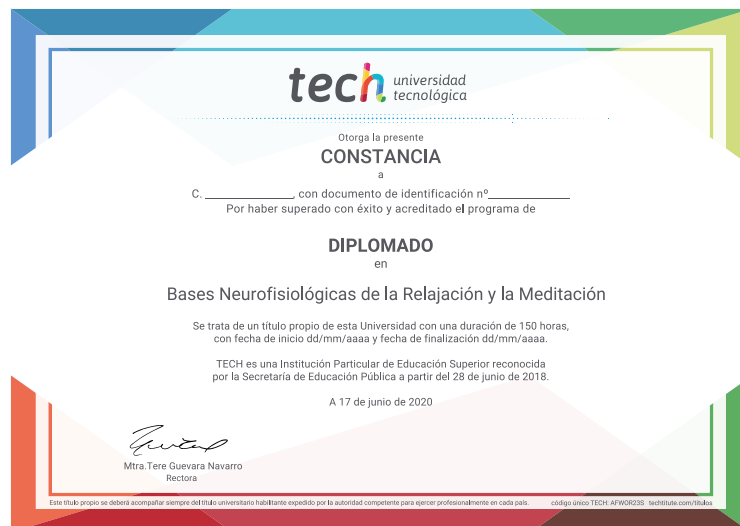 tech universidad
tecnológica
Otorga la presente
CONSTANCIA
a
C. ______________, con documento de identificación nº______________
Por haber superado con éxito y acreditado el programa de
DIPLOMADO
en
Bases Neurofisiológicas de la Relajación y la Meditación
Se trata de un título propio de esta Universidad con una duración de 150 horas,
con fecha de inicio dd/mm/aaaa y fecha de finalización dd/mm/aaaa.
TECH es una Institución Particular de Educación Superior reconocida
por la Secretaría de Educación Pública a partir del 28 de junio de 2018.
A 17 de junio de 2020
Mtra.Tere Guevara Navarro
Rectora
Este título propio se deberá acompañar siempre del título universitario habilitante expedido por la autoridad competente para ejercer profesionalmente en cada país. código único TECH: AFWOR23S techtitute.com/titulos